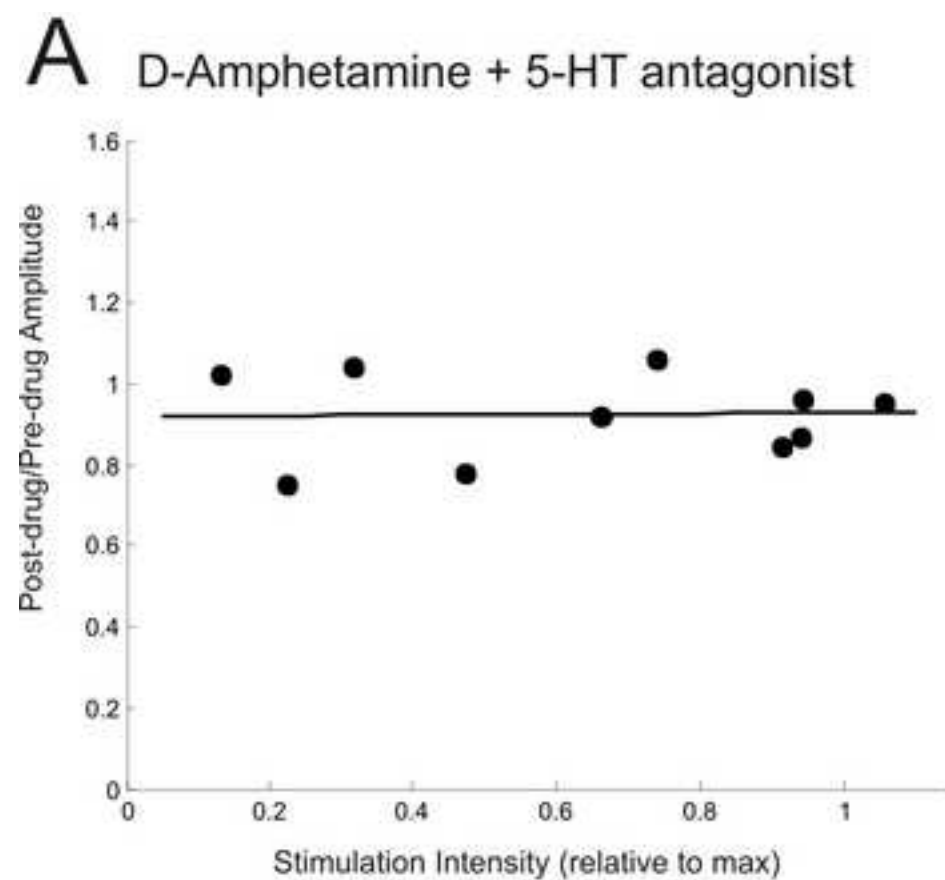 A
D-Amphetamine + 5-HT antagonist
Post-drug/Pre-drug Amplitude
1.6
1.4
1.2
1
0.8
0.6
0.4
0.2
0
0 0.2 0.4 0.6 0.8 1
Stimulation Intensity (relative to max)